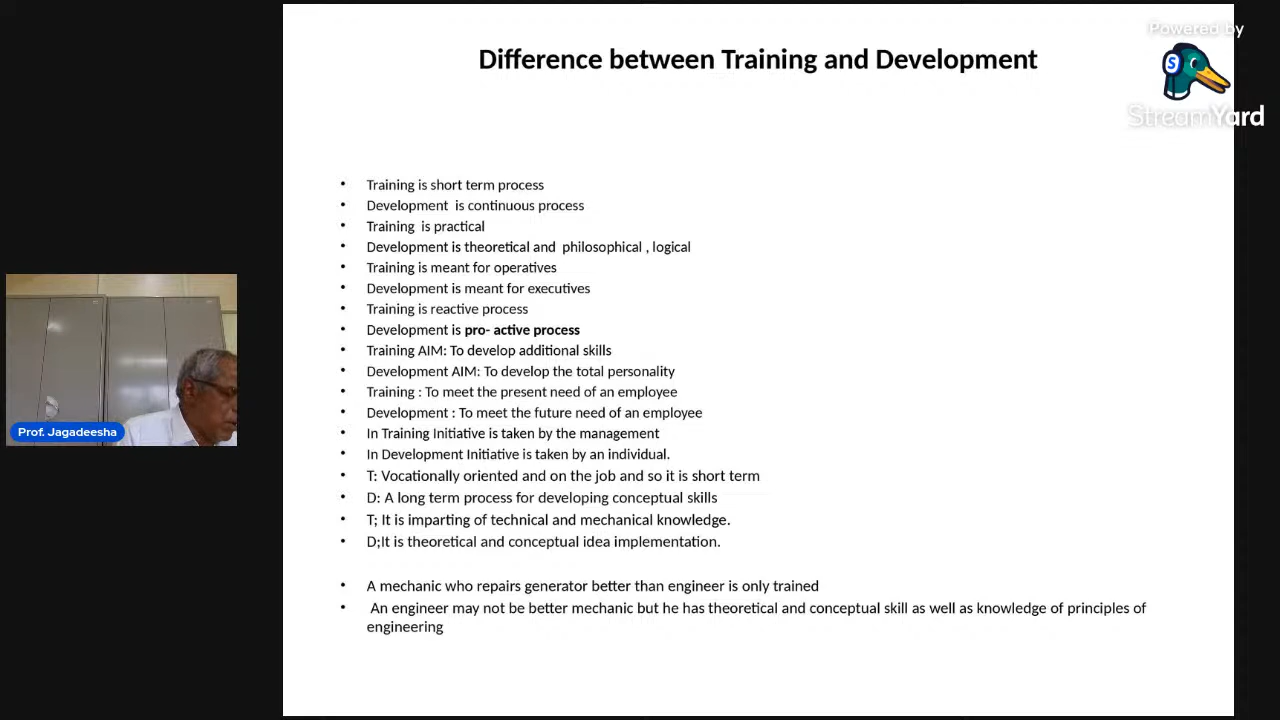 Powered by
Difference between Training and Development
S
StreamYard
• Training is short term process
• Development is continuous process
• Training is practical
• Development is theoretical and philosophical , logical
• Training is meant for operatives
• Development is meant for executives
• Training is reactive process
• Development is pro- active process
• Training AIM: To develop additional skills
• Development AIM: To develop the total personality
• Training : To meet the present need of an employee
• Development : To meet the future need of an employee
• In Training Initiative is taken by the management
• In Development Initiative is taken by an individual.
• T: Vocationally oriented and on the job and so it is short term
• D: A long term process for developing conceptual skills
• T; It is imparting of technical and mechanical knowledge.
• D;It is theoretical and conceptual idea implementation.
• A mechanic who repairs generator better than engineer is only trained
• An engineer may not be better mechanic but he has theoretical and conceptual skill as well as knowledge of principles of
engineering
Prof. Jagadeesha